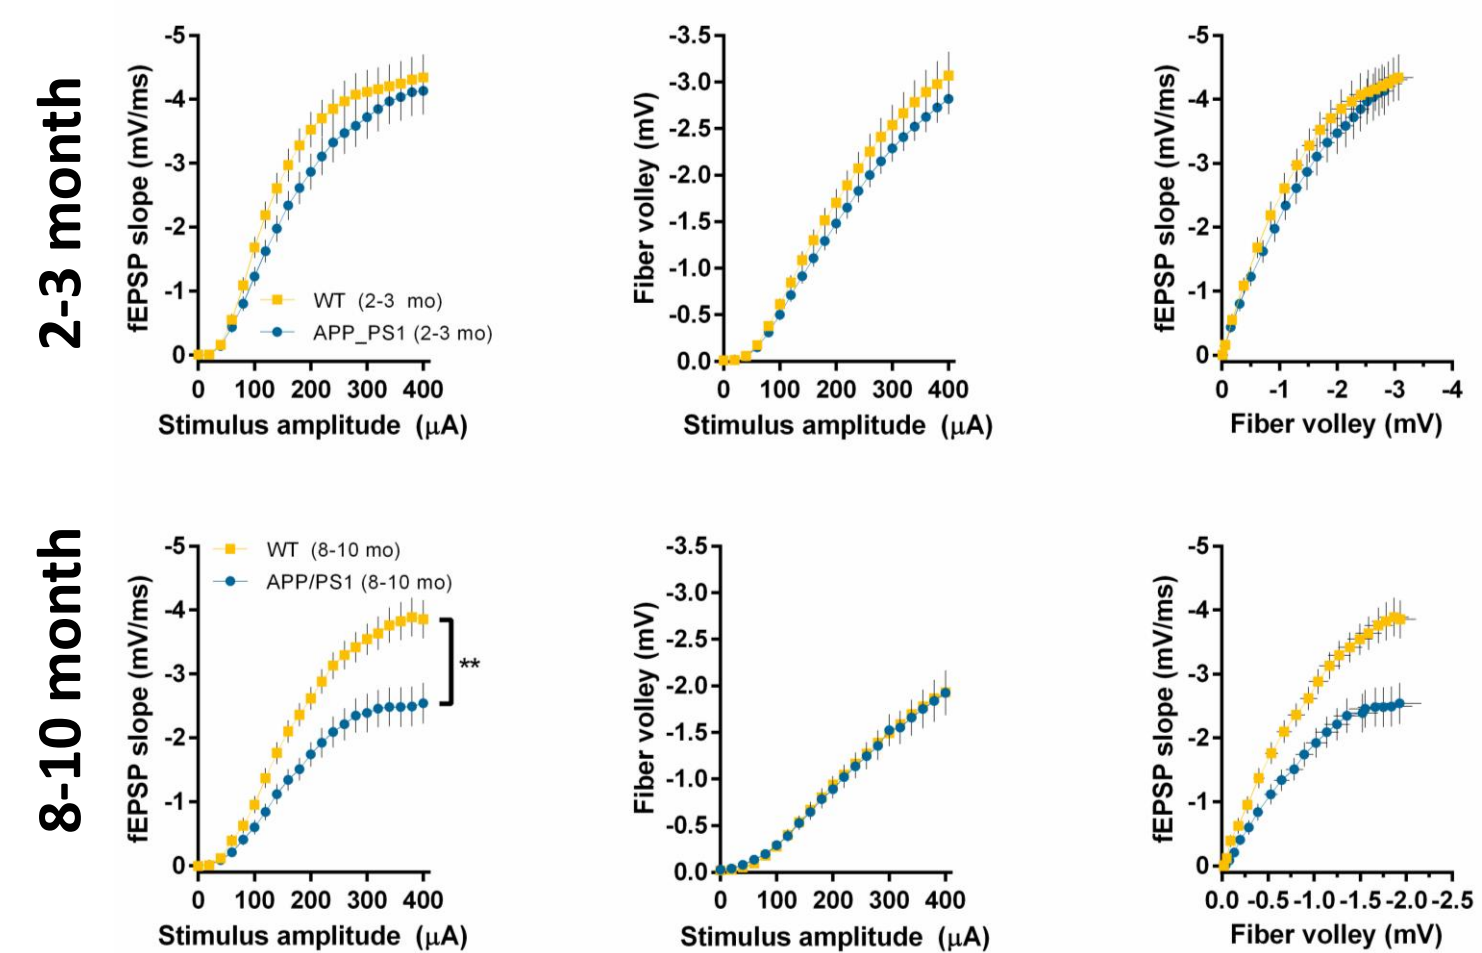 2-3 month
fEPSP slope (mV/ms)
-5
-4
-3
-2
-1
0
WT (2-3 mo)
APP_PS1 (2-3 mo)
0 100 200 300 400
Stimulus amplitude (μA)
Fiber volley (mV)
-3.5
-3.0
-2.5
-2.0
-1.5
-1.0
-0.5
0.0
0 100 200 300 400
Stimulus amplitude (μA)
fEPSP slope (mV/ms)
-5
-4
-3
-2
-1
0
0 -1 -2 -3 -4
Fiber volley (mV)
8-10 month
fEPSP slope (mV/ms)
-5
-4
-3
-2
-1
0
WT (8-10 mo)
APP/PS1 (8-10 mo)
**
0 100 200 300 400
Stimulus amplitude (μA)
Fiber volley (mV)
-3.5
-3.0
-2.5
-2.0
-1.5
-1.0
-0.5
0.0
0 100 200 300 400
Stimulus amplitude (μA)
fEPSP slope (mV/ms)
-5
-4
-3
-2
-1
0
0.0 -0.5 -1.0 -1.5 -2.0 -2.5
Fiber volley (mV)